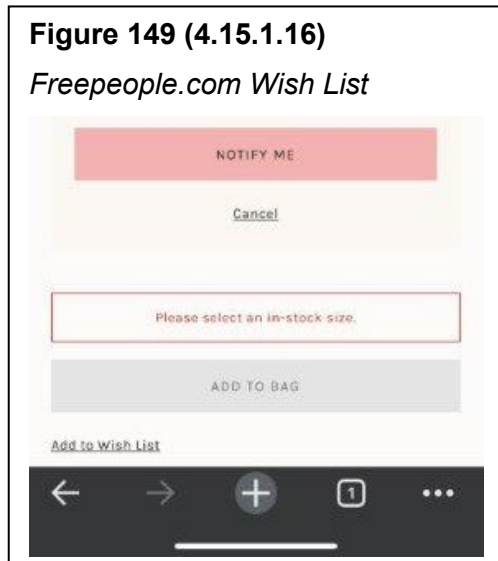 Figure 149 (4.15.1.16)
Freepeople.com Wish List
NOTIFY ME
Cancel
Please select an in-stock size.
ADD TO BAG
Add to Wish List
1